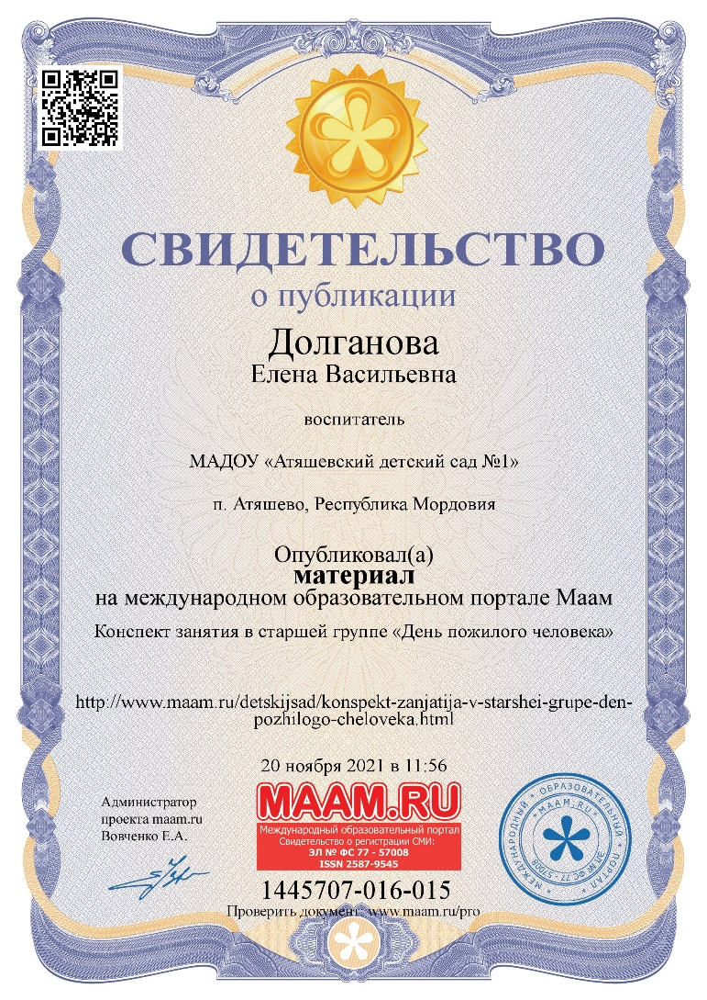 СВИДЕТЕЛЬСТВО
о публикации
Долганова
Елена Васильевна
воспитатель
МАДОУ «Атяшевский детский сад №1»
п. Атяшево, Республика Мордовия
Опубликовал(а)
материал
на международном образовательном портале Маам
Конспект занятия в старшей группе «День пожилого человека»
http://www.maam.ru/detskijsad/konspekt-zanjatija-v-starshei-grupe-den-
pozhilogo-cheloveka.html
20 ноября 2021 в 11:56
Администратор
проекта maam.ru
Вовченко Е.А.
MAAM.RU
Международный образовательный портал
Свидетельство о регистрации СМИ:
ЭЛ № ФС 77 - 57008
ISSN 2587-9545
МЕЖДУНАРОДНЫЙ * ОБРАЗОВАТЕЛЬНЫЙ * ПОРТАЛ *
* MAAM.RU * ЭЛ № ФС 77 - 57008
1445707-016-015
Проверить документ: www.maam.ru/pro